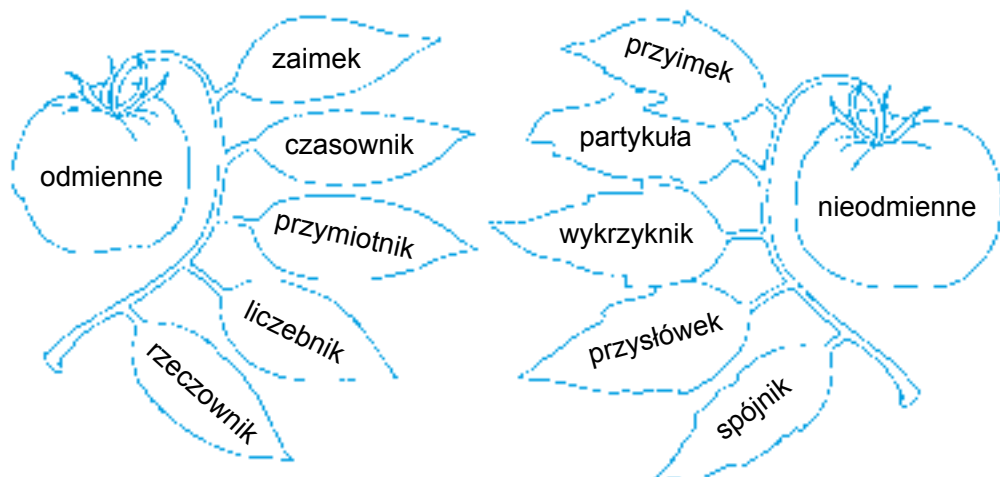 zaimek
czasownik
odmienne
przymiotnik
liczebnik
rzeczownik
przyimek
partykuła
nieodmienne
wykrzyknik
przysłówek
spójnik